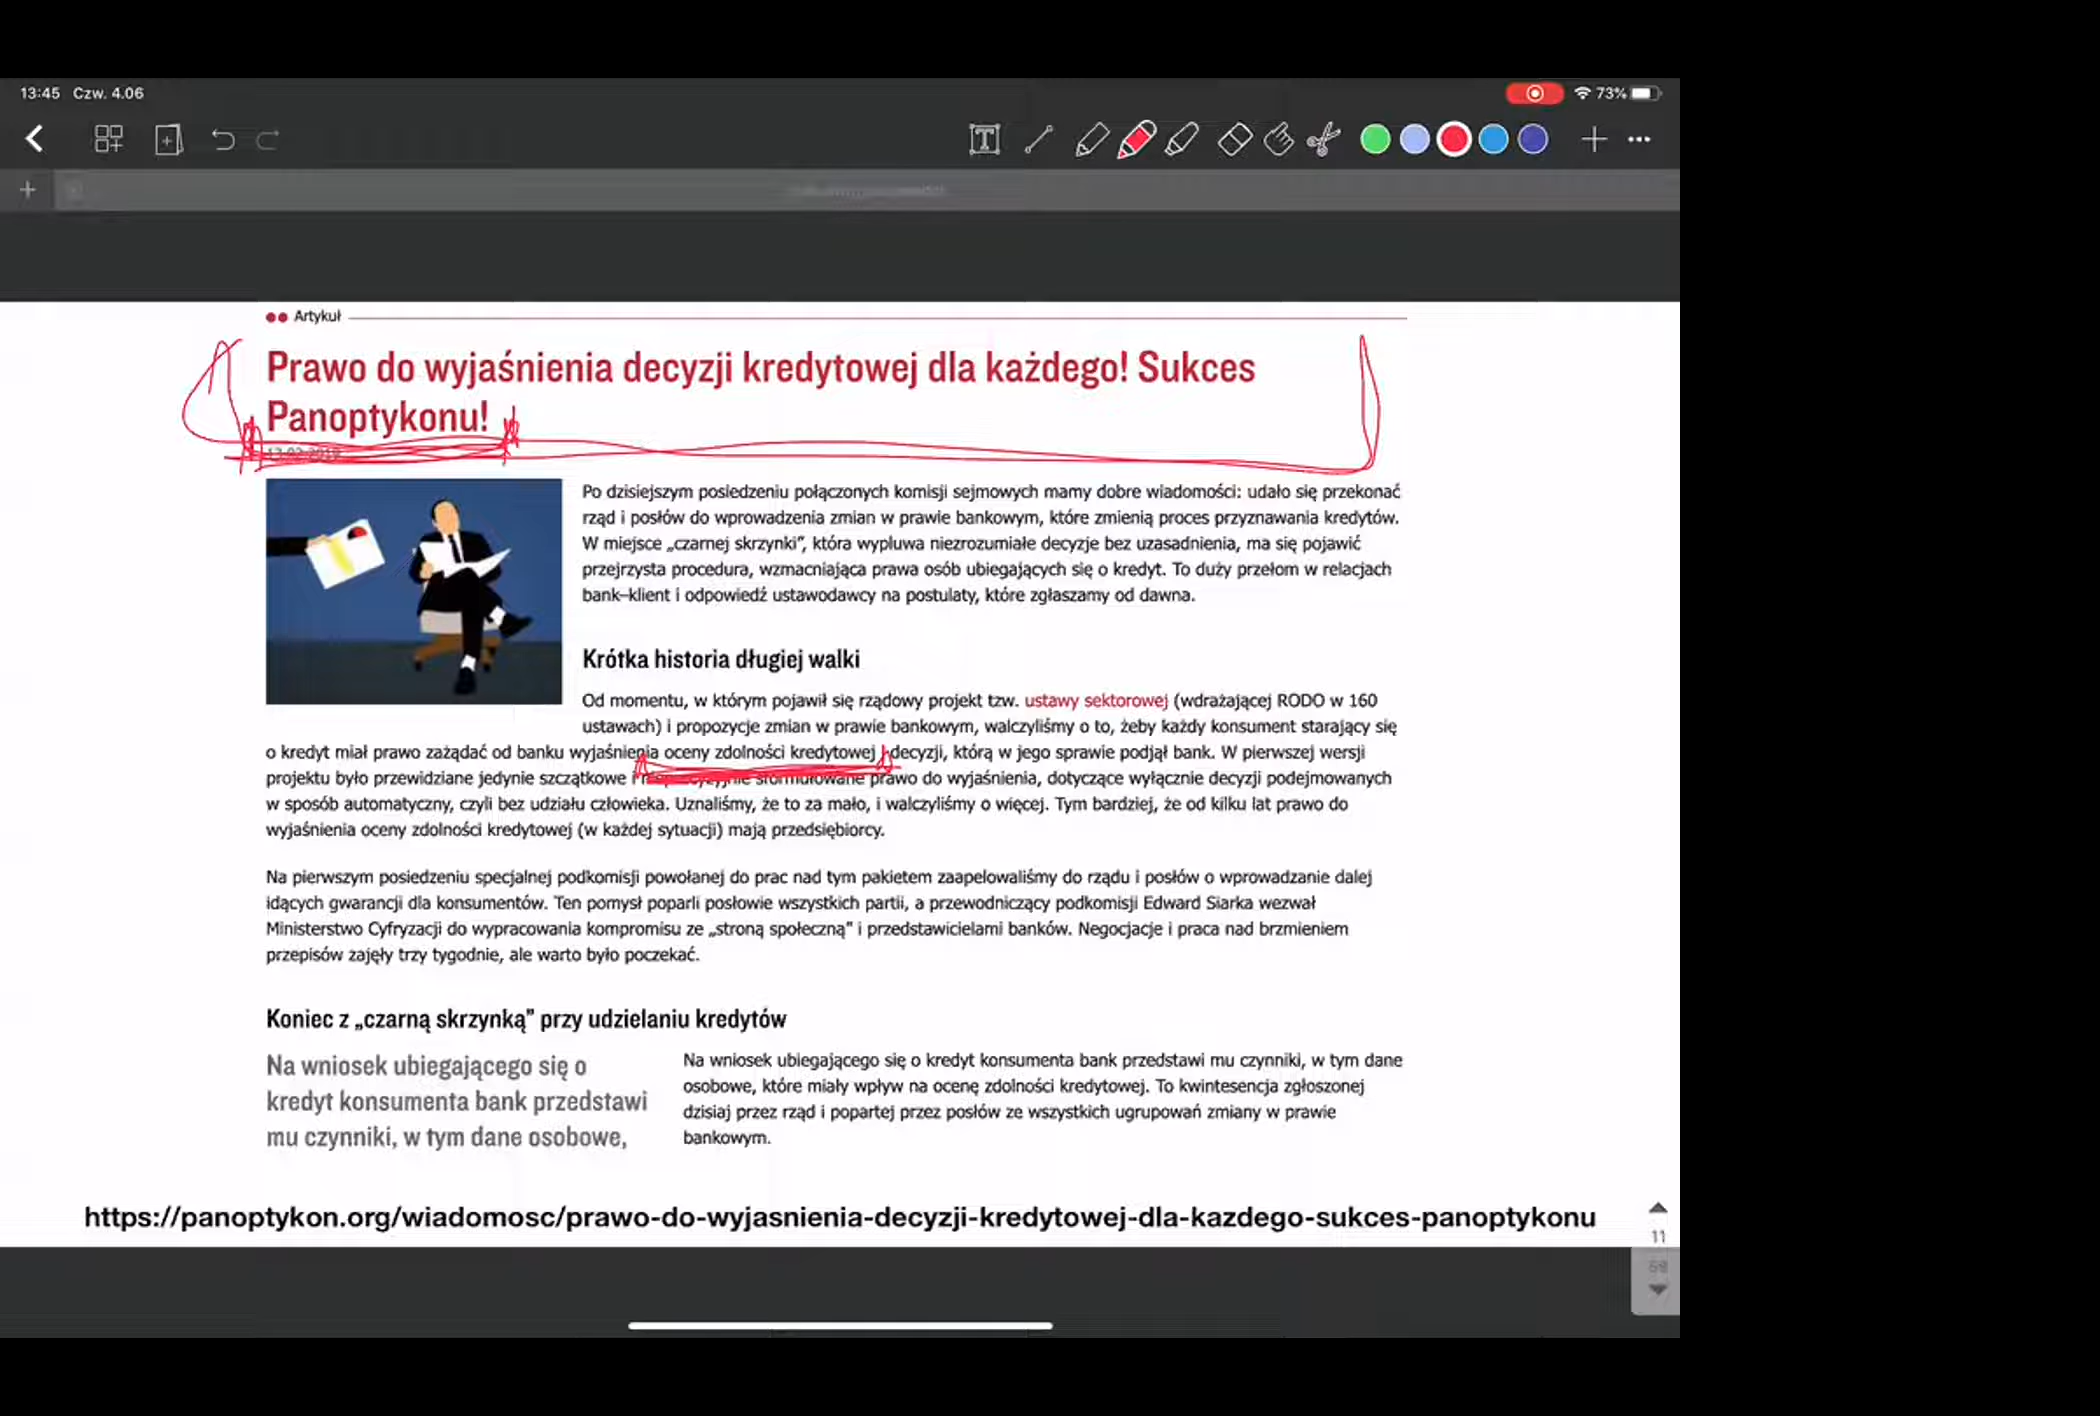 13:45 Czw. 4.06
73%
Artykuł
Prawo do wyjaśnienia decyzji kredytowej dla każdego! Sukces
Panoptykonu!
Po dzisiejszym posiedzeniu połączonych komisji sejmowych mamy dobre wiadomości: udało się przekonać
rząd i posłów do wprowadzenia zmian w prawie bankowym, które zmienią proces przyznawania kredytów.
W miejsce „czarnej skrzynki”, która wypluwa niezrozumiałe decyzje bez uzasadnienia, ma się pojawić
przejrzysta procedura, wzmacniająca prawa osób ubiegających się o kredyt. To duży przełom w relacjach
bank–klient i odpowiedź ustawodawcy na postulaty, które zgłaszamy od dawna.
Krótka historia długiej walki
Od momentu, w którym pojawił się rządowy projekt tzw. ustawy sektorowej (wdrażającej RODO w 160
ustawach) i propozycje zmian w prawie bankowym, walczyliśmy o to, żeby każdy konsument starający się
o kredyt miał prawo zażądać od banku wyjaśnienia oceny zdolności kredytowej i decyzji, którą w jego sprawie podjął bank. W pierwszej wersji
projektu było przewidziane jedynie szczątkowe i sformułowane prawo do wyjaśnienia, dotyczące wyłącznie decyzji podejmowanych
w sposób automatyczny, czyli bez udziału człowieka. Uznaliśmy, że to za mało, i walczyliśmy o więcej. Tym bardziej, że od kilku lat prawo do
wyjaśnienia oceny zdolności kredytowej (w każdej sytuacji) mają przedsiębiorcy.
Na pierwszym posiedzeniu specjalnej podkomisji powołanej do prac nad tym pakietem zaapelowaliśmy do rządu i posłów o wprowadzanie dalej
idących gwarancji dla konsumentów. Ten pomysł poparli posłowie wszystkich partii, a przewodniczący podkomisji Edward Siarka wezwał
Ministerstwo Cyfryzacji do wypracowania kompromisu ze „stroną społeczną” i przedstawicielami banków. Negocjacje i praca nad brzmieniem
przepisów zajęły trzy tygodnie, ale warto było poczekać.
Koniec z „czarną skrzynką” przy udzielaniu kredytów
Na wniosek ubiegającego się o
kredyt konsumenta bank przedstawi
mu czynniki, w tym dane osobowe,
Na wniosek ubiegającego się o kredyt konsumenta bank przedstawi mu czynniki, w tym dane
osobowe, które miały wpływ na ocenę zdolności kredytowej. To kwintesencja zgłoszonej
dzisiaj przez rząd i popartej przez posłów ze wszystkich ugrupowań zmiany w prawie
bankowym.
https://panoptykon.org/wiadomosc/prawo-do-wyjasnienia-decyzji-kredytowej-dla-kazdego-sukces-panoptykonu
11